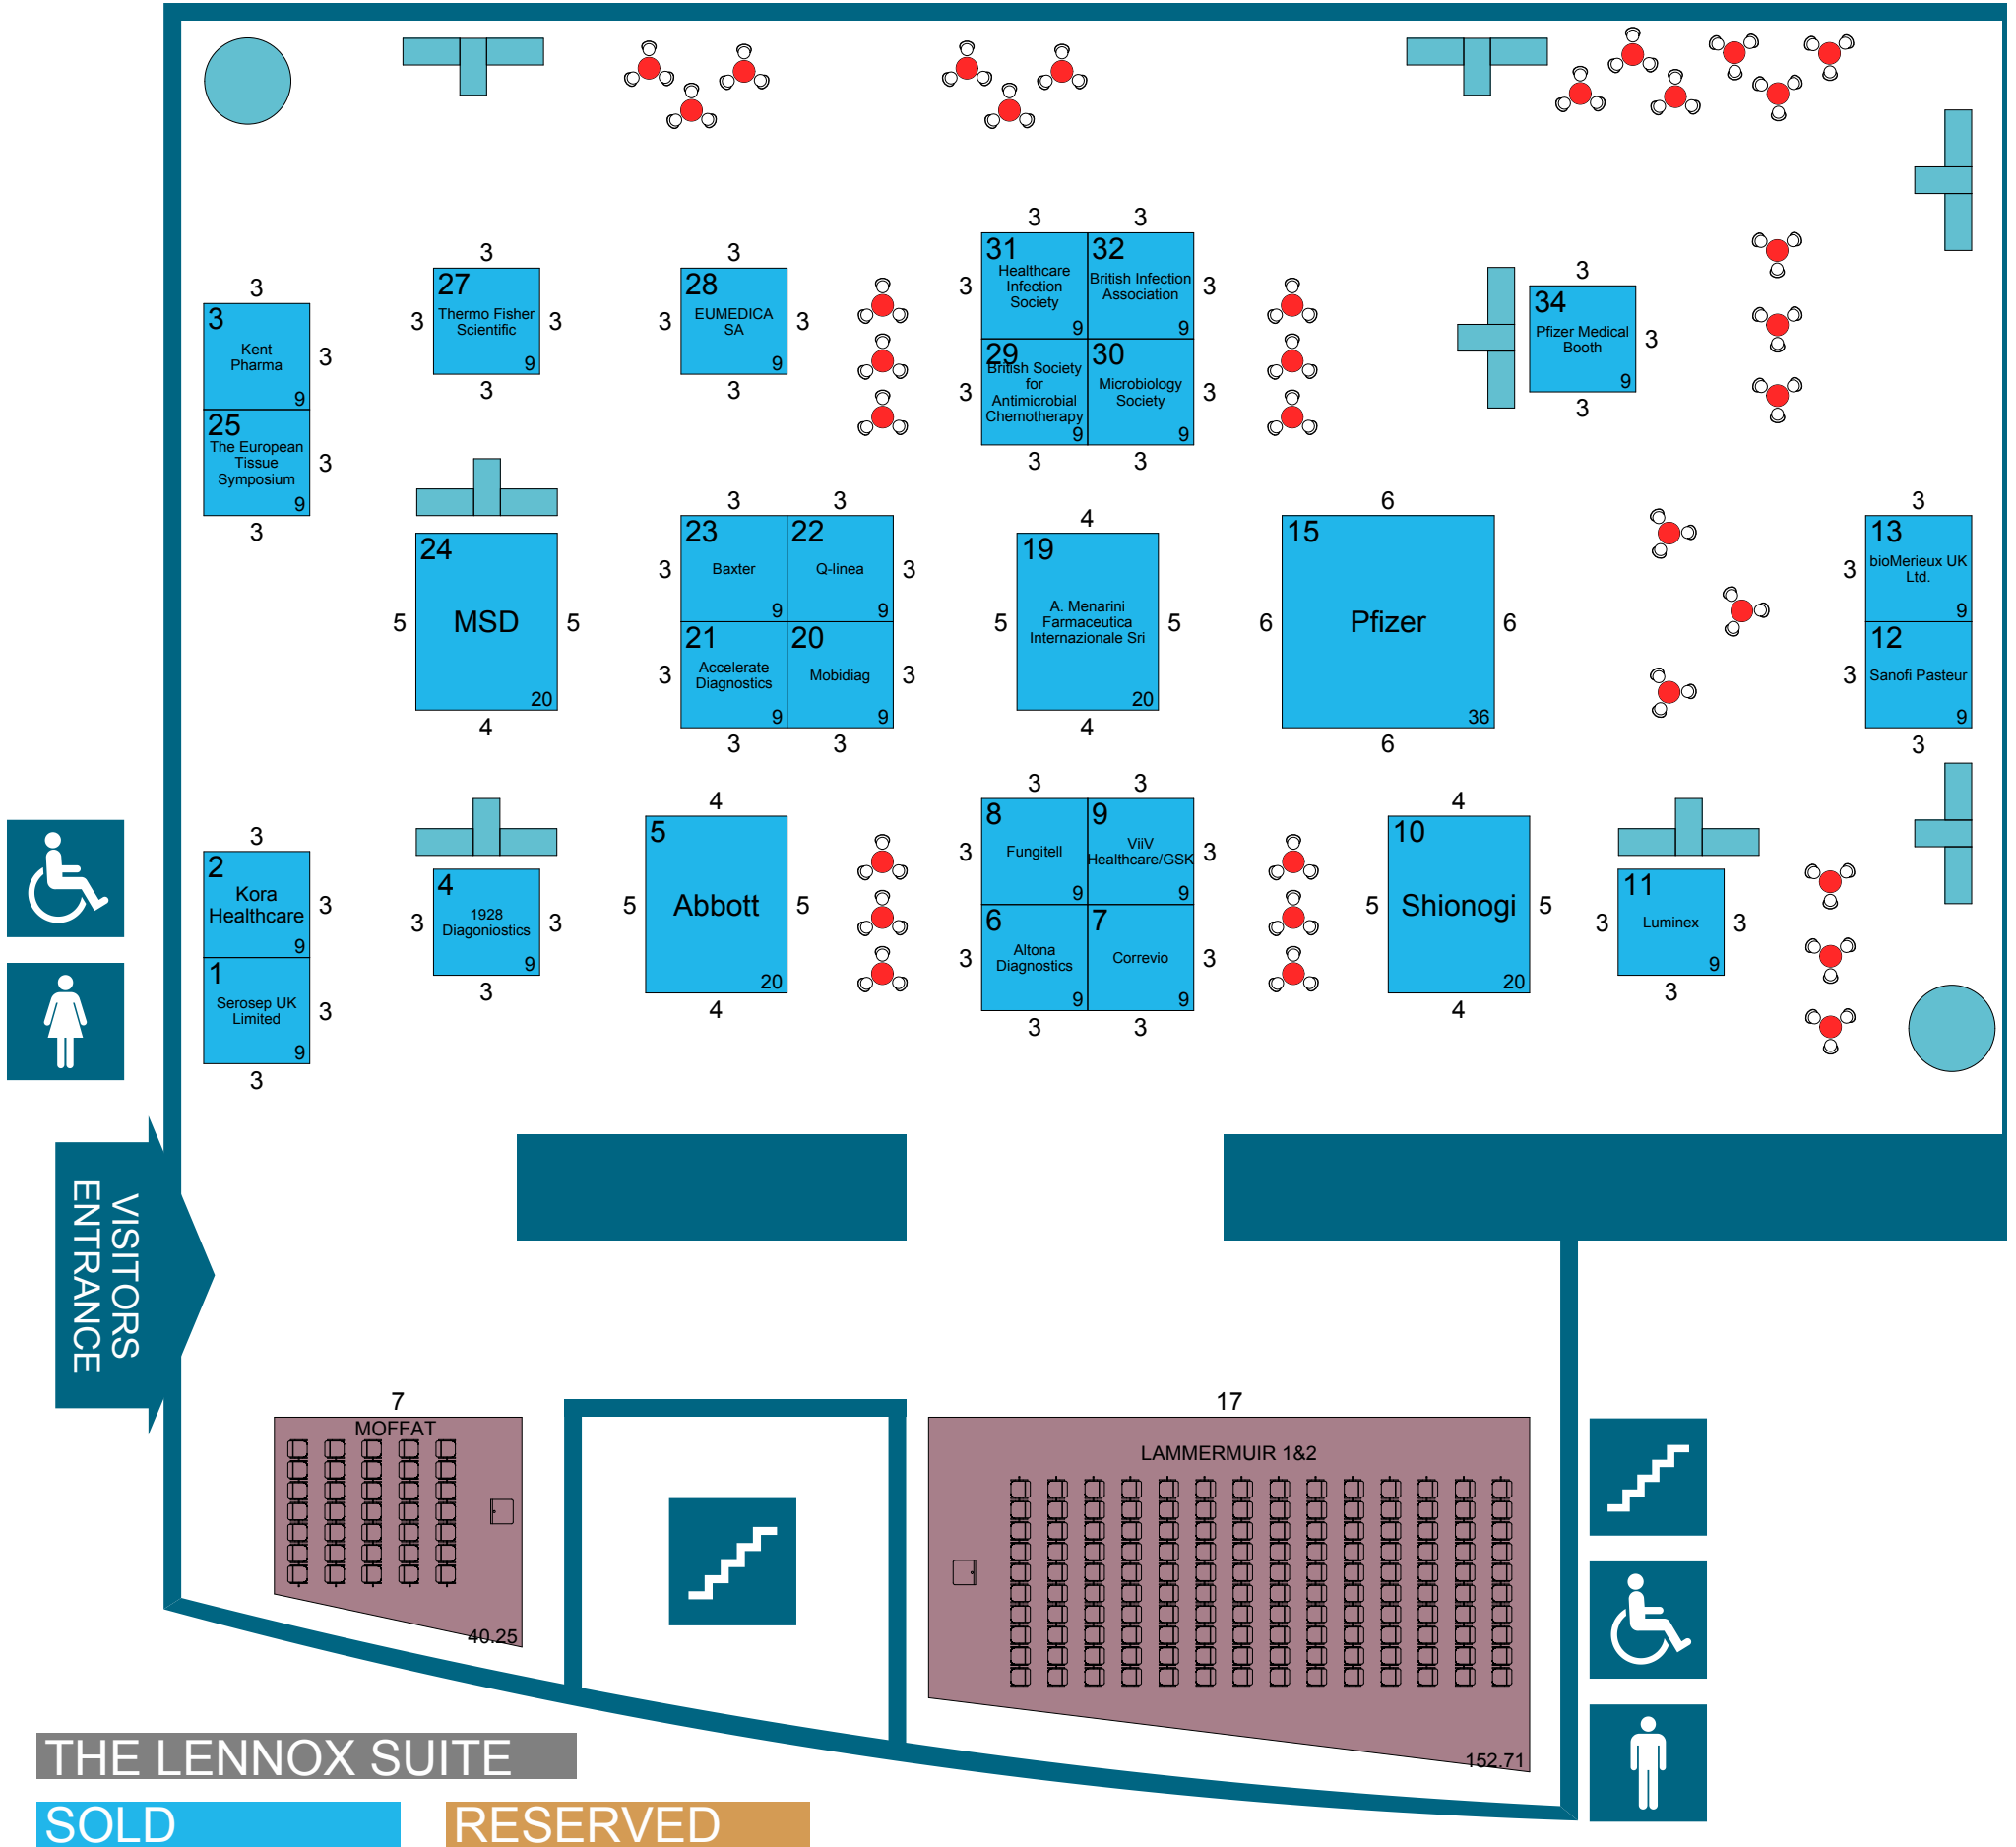 3
3
31
Healthcare
Infection
Society
9
32
British Infection
Association
9
3
3
3
27
Thermo Fisher
Scientific
9
3
3
3
3
28
EUMEDICA
SA
9
3
3
3
3
34
Pfizer Medical
Booth
9
3
3
3
3
Kent
Pharma
9
3
29
British Society
for
Antimicrobial
Chemotherapy
9
30
Microbiology
Society
9
3
3
3
3
25
The European
Tissue
Symposium
9
3
3
24
MSD
20
5
5
4
3
3
23
Baxter
9
22
Q-linea
9
3
3
21
Accelerate
Diagnostics
9
20
Mobidiag
9
3
3
3
3
4
19
A. Menarini
Farmaceutica
Internazionale Sri
20
5
5
4
6
15
Pfizer
36
6
6
6
3
13
bioMerieux UK
Ltd.
9
3
12
Sanofi Pasteur
9
3
3
3
2
Kora
Healthcare
9
3
1
Serosep UK
Limited
9
3
3
4
1928
Diagoniostics
9
3
3
3
4
5
Abbott
20
5
5
4
3
3
8
Fungitell
9
9
ViiV
Healthcare/GSK
9
3
3
6
Altona
Diagnostics
9
7
Correvio
9
3
3
3
3
4
10
Shionogi
20
5
5
4
11
Luminex
9
3
3
3
VISITORS
ENTRANCE
7
MOFFAT
40.25
17
LAMMERMUIR 1&2
152.71
THE LENNOX SUITE
SOLD
RESERVED